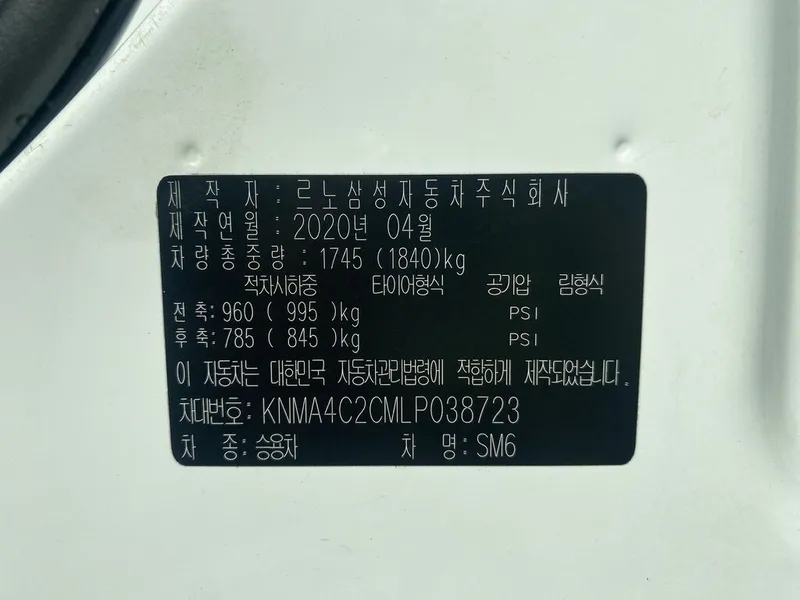 제 작 자 : 르노삼성자동차주식회사
제작연월 : 2020년 04월
차량총중량 : 1745 (1840)kg
적차시하중 타이어형식 공기압 림형식
전축: 960 ( 995 )kg PSI
후축: 785 ( 845 )kg PSI
이 자동차는 대한민국 자동차관리법령에 적합하게 제작되었습니다.
차대번호: KNMA4C2CMLP038723
차 종: 승용차 차 명: SM6